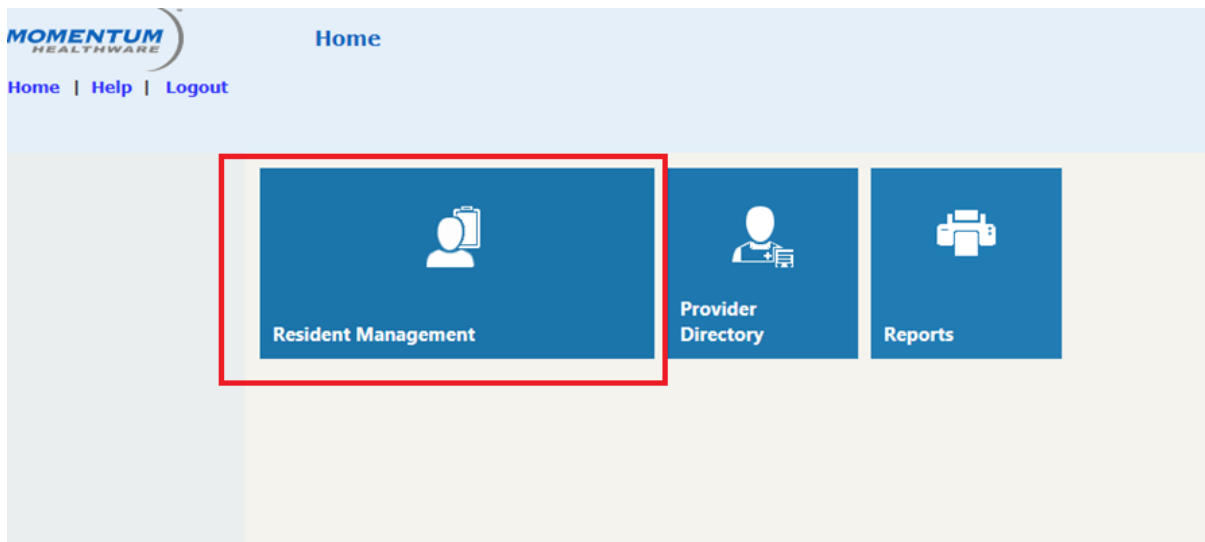 MOMENTUM
HEALTHWARE
Home
Home | Help | Logout
Resident Management
Provider
Directory
Reports